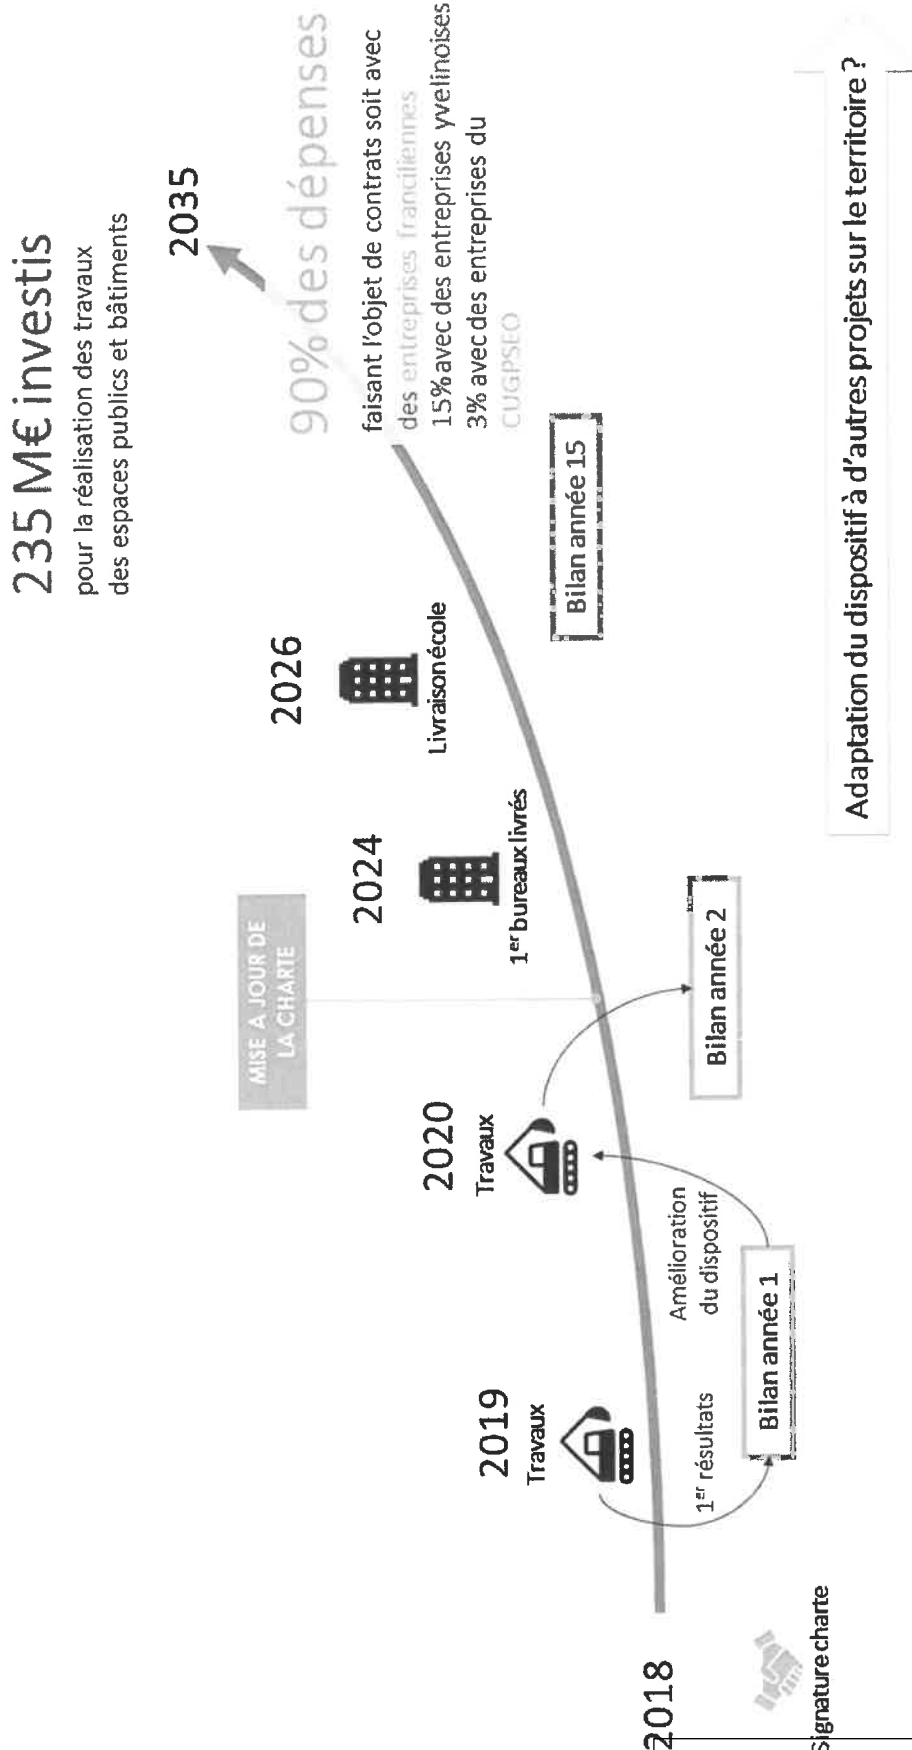 235 M€ investis
pour la réalisation des travaux
des espaces publics et bâtiments
2035
90% des dépenses
faisant l'objet de contrats soit avec
des entreprises franciliennes
15% avec des entreprises yvelinoises
3% avec des entreprises du
CUGPSEO
2026
Livraison école
Bilan année 15
2024
1er bureaux livrés
MISE A JOUR DE
LA CHARTE
2020
Travaux
Bilan année 2
2019
Travaux
1er résultats
Amélioration
du dispositif
Bilan année 1
2018
Signature charte
Adaptation du dispositif à d'autres projets sur le territoire ?